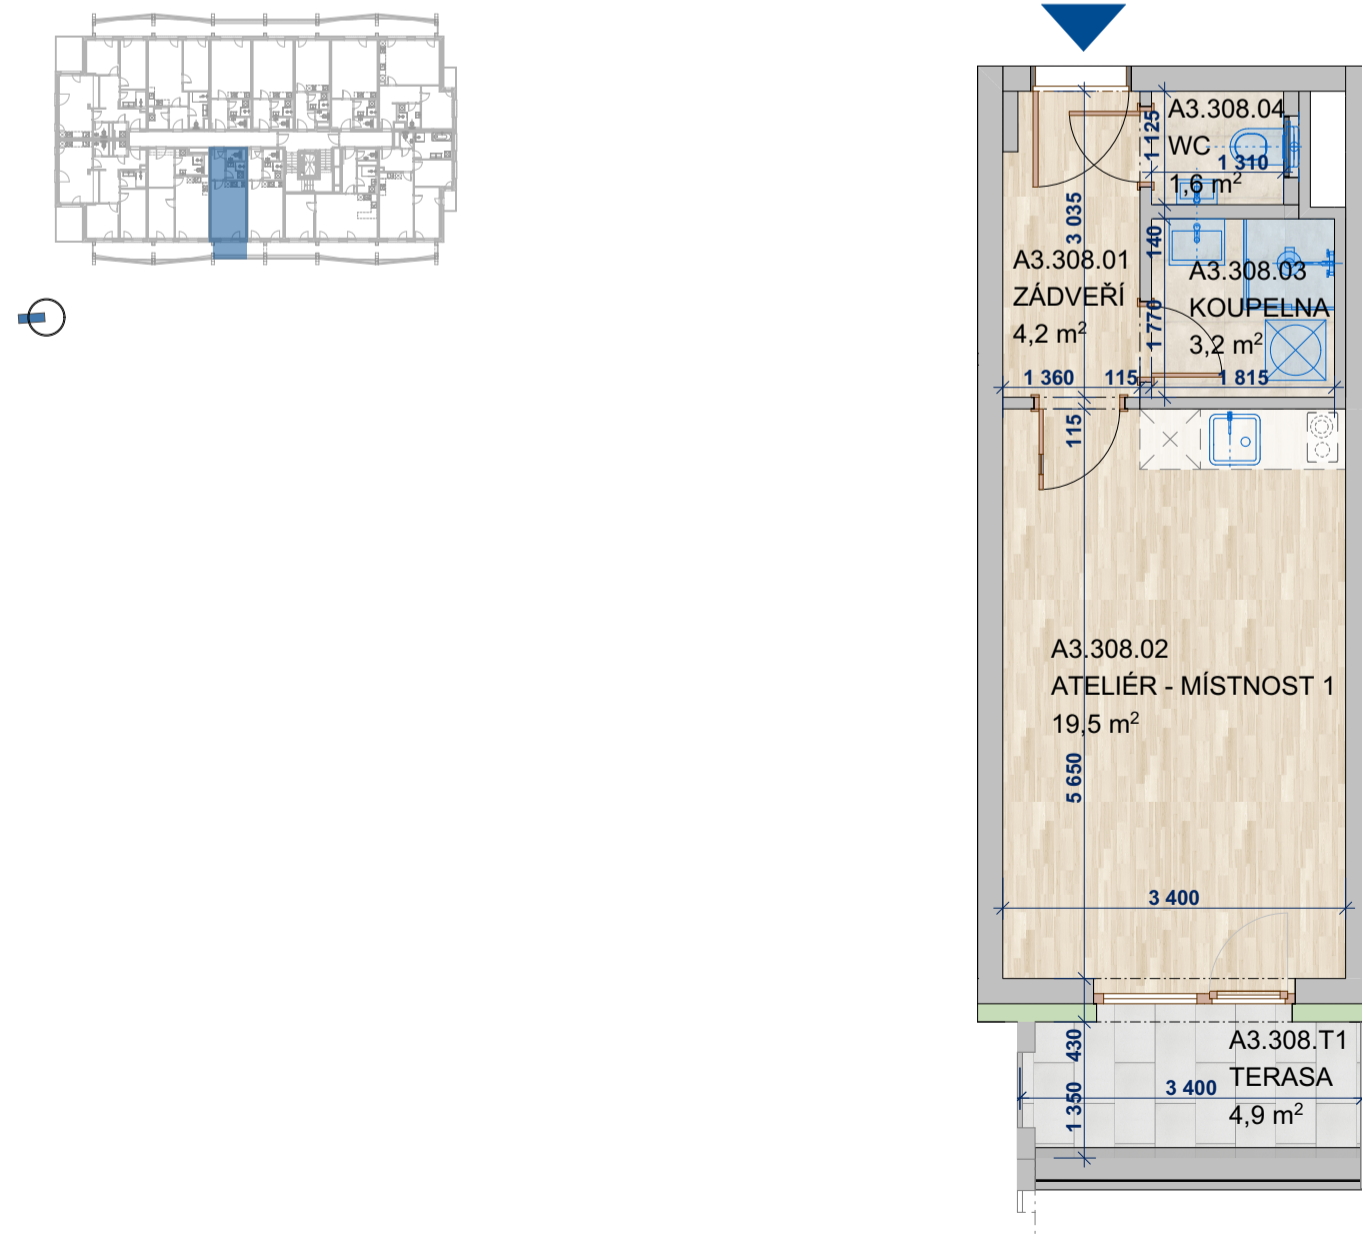 A3.308.04
WC
1,6 m²
1 125
1 310
3 035
140
A3.308.01
ZÁDVEŘÍ
4,2 m²
A3.308.03
KOUPELNA
3,2 m²
1 770
1 360
115
1 815
115
A3.308.02
ATELIÉR - MÍSTNOST 1
19,5 m²
5 650
3 400
430
A3.308.T1
TERASA
4,9 m²
3 400
1 350